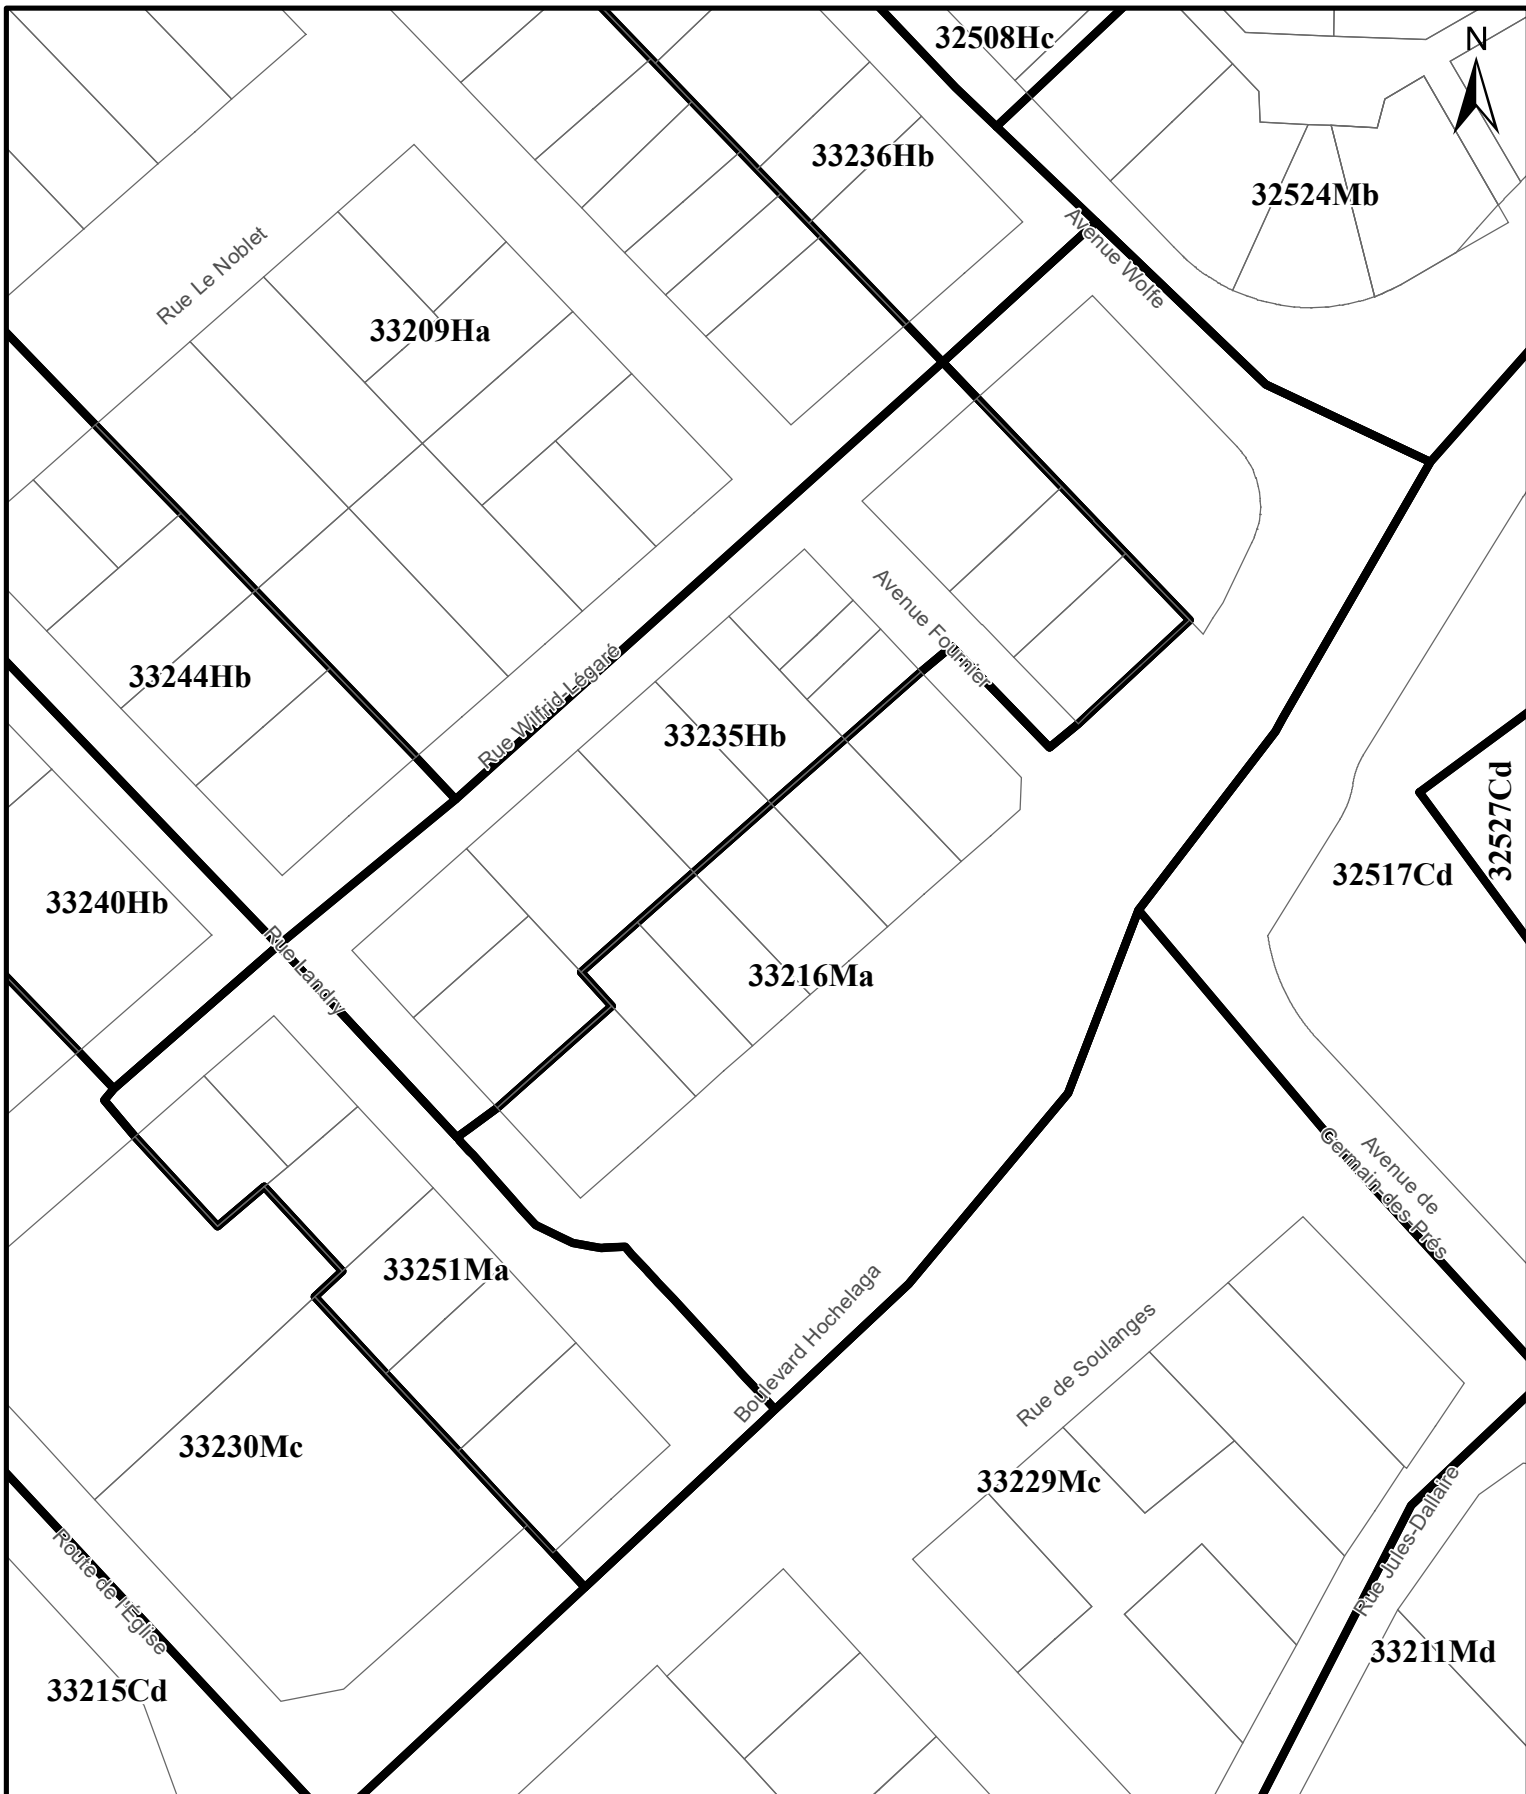 32508Hc
N
33236Hb
32524Mb
Avenue Wolfe
Rue Le Noblet
33209Ha
Avenue Fournier
33244Hb
Rue Wilfrid-Légaré
33235Hb
32527Cd
32517Cd
33240Hb
Rue Landry
33216Ma
Avenue de
Germain-des-Prés
33251Ma
Boulevard Hochelaga
Rue de Soulanges
33230Mc
33229Mc
Rue Jules-Dallaire
Route de l'Église
33211Md
33215Cd